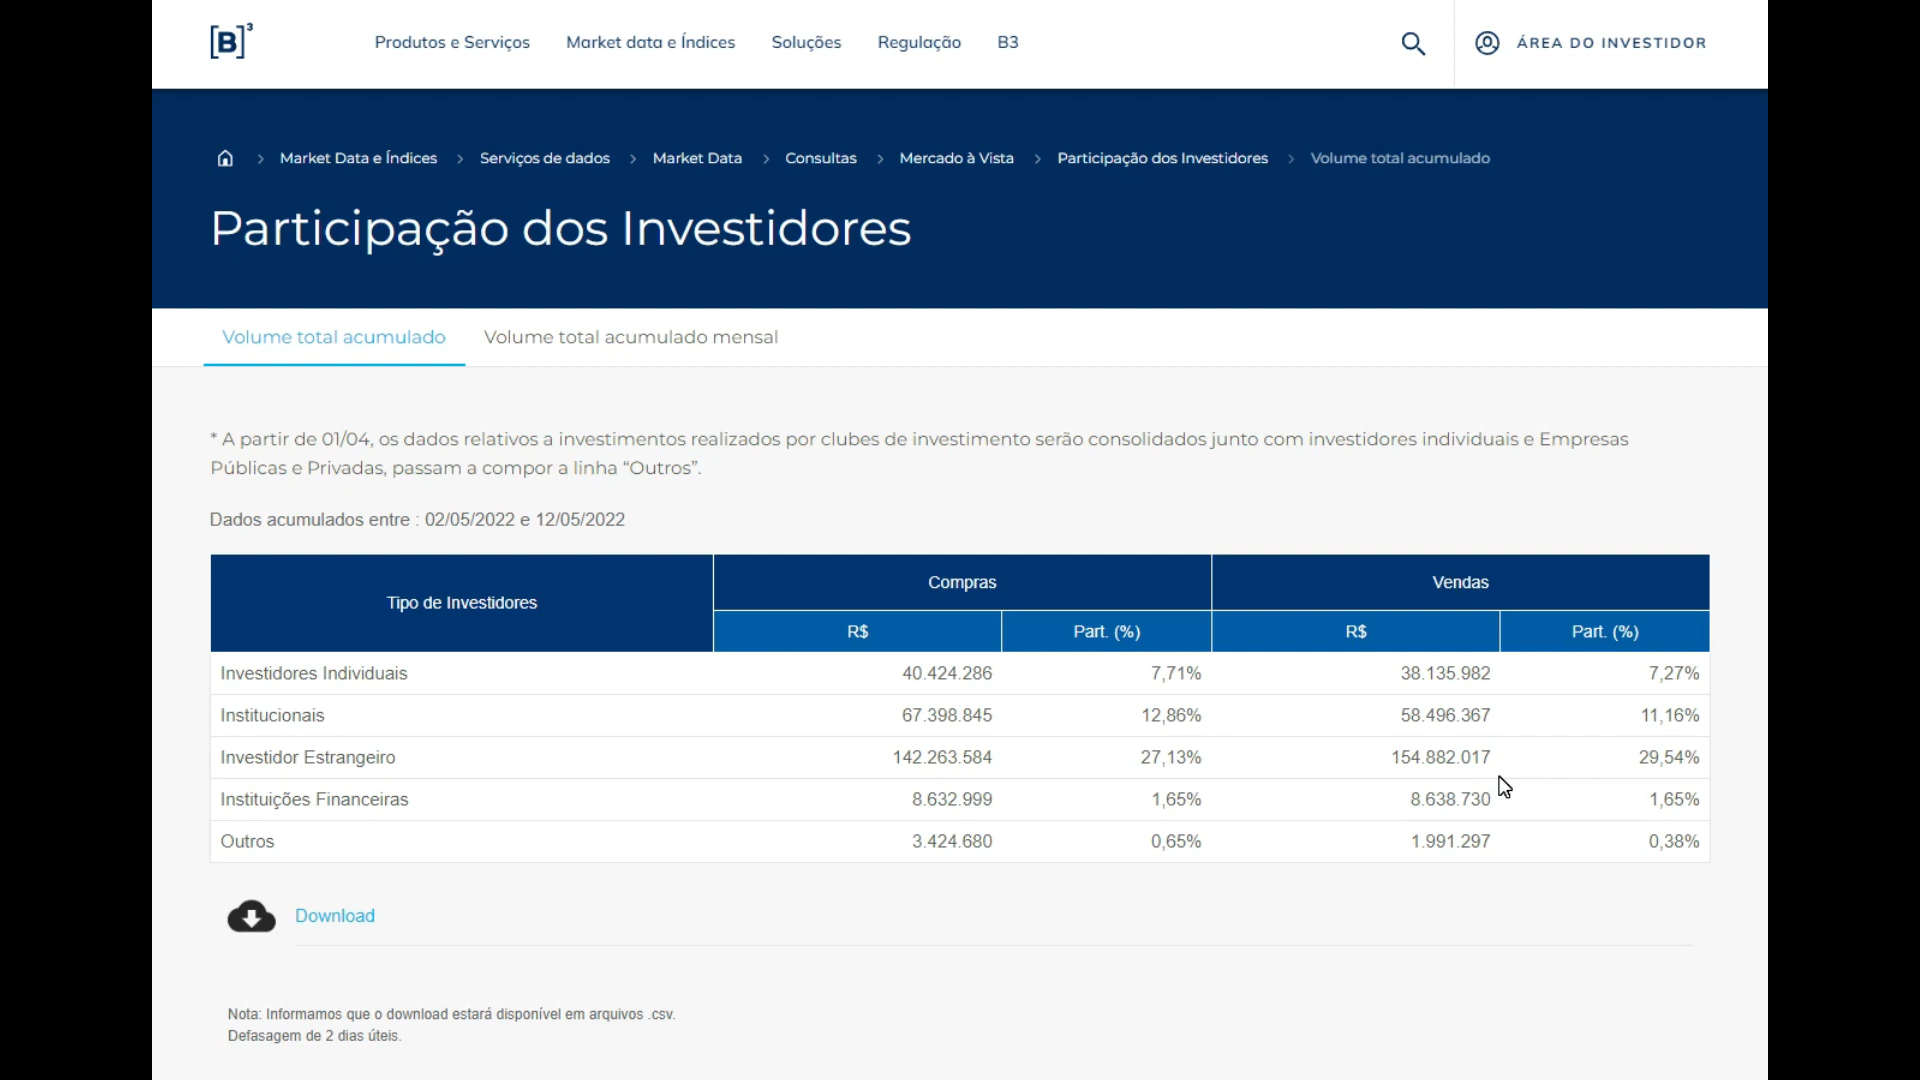 [B]³
Produtos e Serviços Market data e Índices Soluções Regulação B3
ÁREA DO INVESTIDOR
Market Data e Índices > Serviços de dados > Market Data > Consultas > Mercado à Vista > Participação dos Investidores > Volume total acumulado
Participação dos Investidores
Volume total acumulado Volume total acumulado mensal
* A partir de 01/04, os dados relativos a investimentos realizados por clubes de investimento serão consolidados junto com investidores individuais e Empresas
Públicas e Privadas, passam a compor a linha “Outros”.
Dados acumulados entre : 02/05/2022 e 12/05/2022
Tipo de Investidores Compras Vendas
R$ Part. (%) R$ Part. (%)
Investidores Individuais 40.424.286 7,71% 38.135.982 7,27%
Institucionais 67.398.845 12,86% 58.496.367 11,16%
Investidor Estrangeiro 142.263.584 27,13% 154.882.017 29,54%
Instituições Financeiras 8.632.999 1,65% 8.638.730 1,65%
Outros 3.424.680 0,65% 1.991.297 0,38%
Download
Nota: Informamos que o download estará disponível em arquivos .csv.
Defasagem de 2 dias úteis.